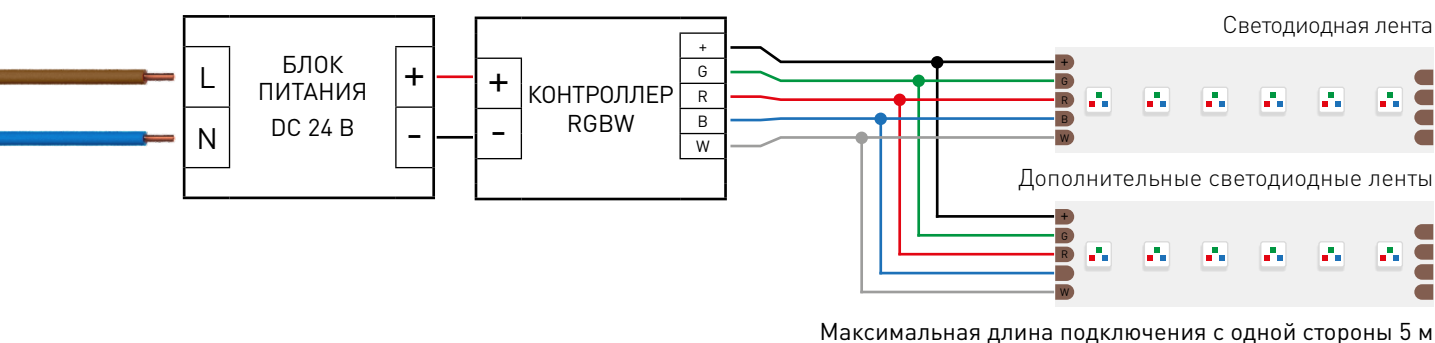 Светодиодная лента
L
N
БЛОК
ПИТАНИЯ
DC 24 В
+
-
+
-
КОНТРОЛЛЕР
RGBW
+
G
R
B
W
+
G
R
B
W
Дополнительные светодиодные ленты
+
G
R
W
Максимальная длина подключения с одной стороны 5 м